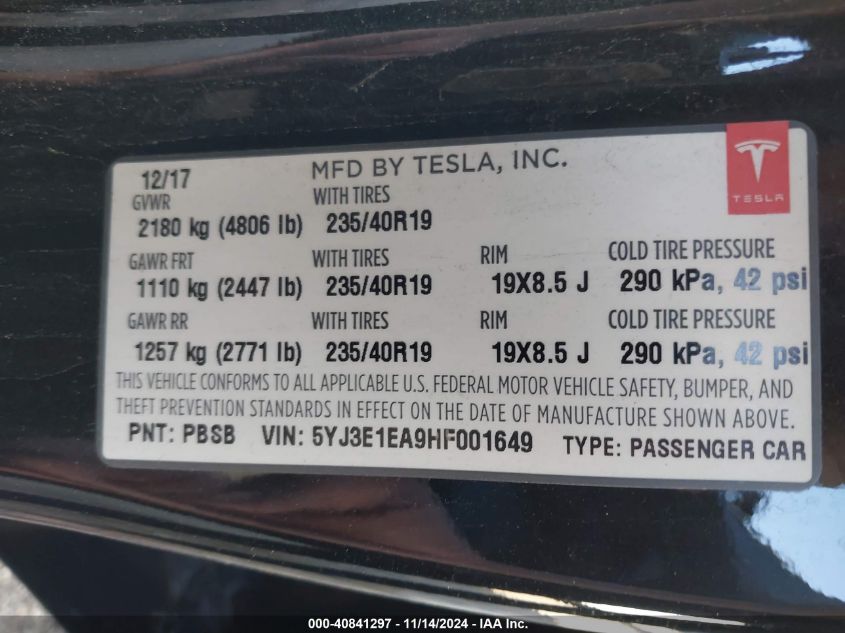 12/17 MFD BY TESLA, INC.
TESLA
GVWR WITH TIRES
2180 kg (4806 lb) 235/40R19
GAWR FRT WITH TIRES RIM COLD TIRE PRESSURE
1110 kg (2447 lb) 235/40R19 19X8.5 J 290 kPa, 42 psi
GAWR RR WITH TIRES RIM COLD TIRE PRESSURE
1257 kg (2771 lb) 235/40R19 19X8.5 J 290 kPa, 42 psi
THIS VEHICLE CONFORMS TO ALL APPLICABLE U.S. FEDERAL MOTOR VEHICLE SAFETY, BUMPER, AND
THEFT PREVENTION STANDARDS IN EFFECT ON THE DATE OF MANUFACTURE SHOWN ABOVE.
PNT: PBSB VIN: 5YJ3E1EA9HF001649 TYPE: PASSENGER CAR
000-40841297 - 11/14/2024 - IAAI.com